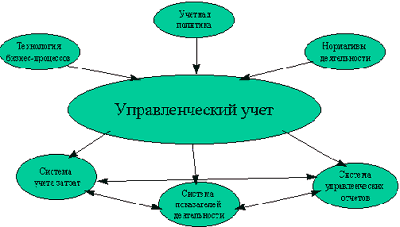 Учетная
политика
Технология
бизнес-процессов
Нормативы
деятельности
Управленческий учет
Система
учета затрат
Система
показателей
деятельности
Система
управленческих
отчетов